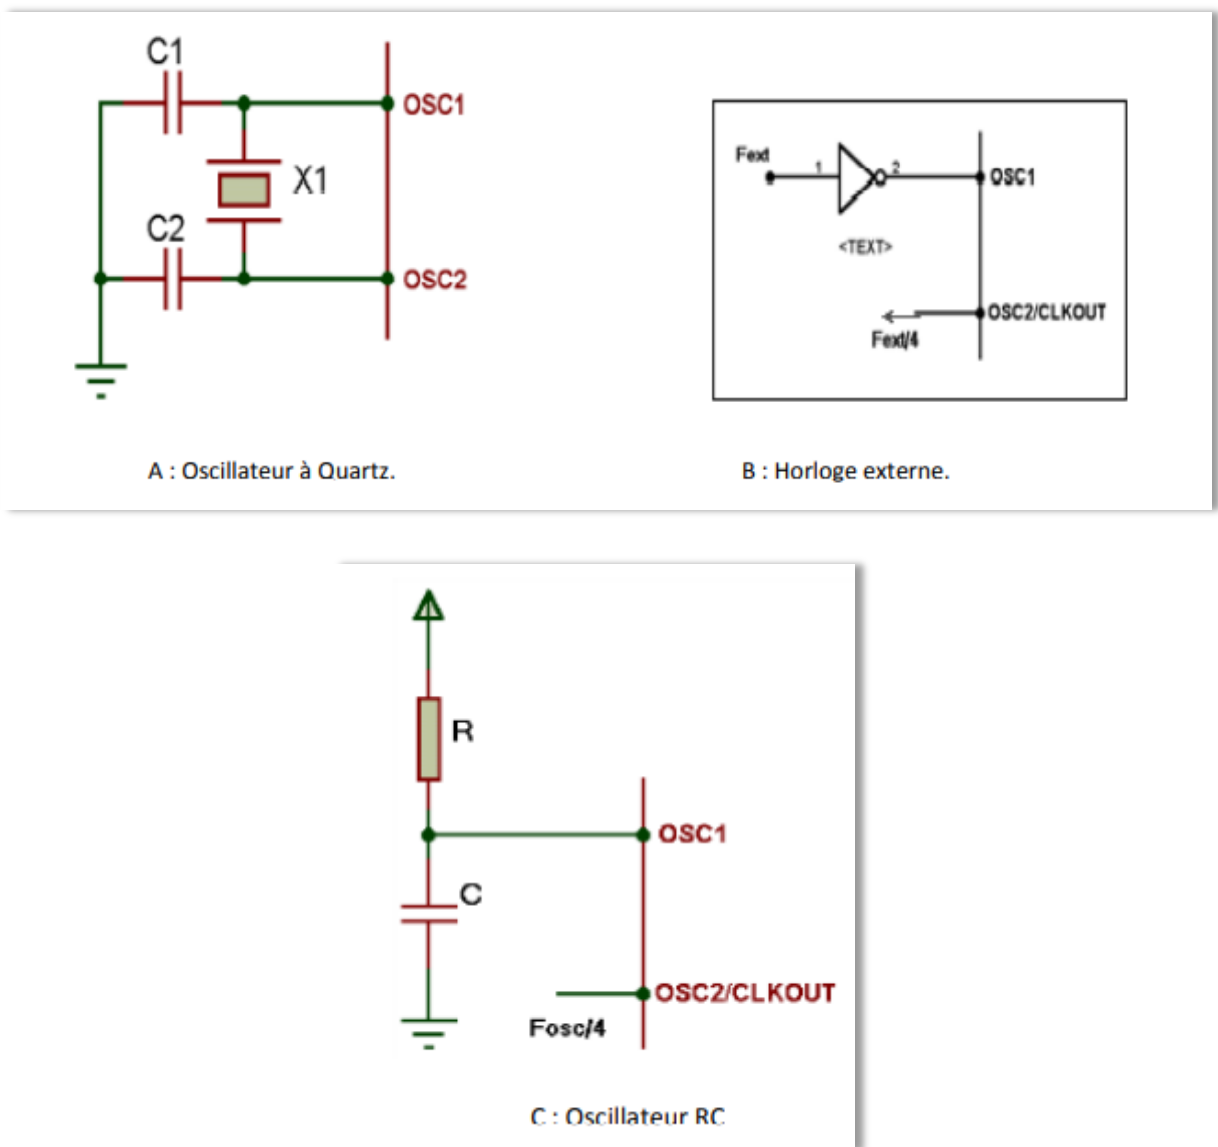 C1
OSC1
X1
C2
OSC2
A : Oscillateur à Quartz.
Fext
1
2
OSC1
<TEXT>
OSC2/CLKOUT
Fext/4
B : Horloge externe.
R
OSC1
C
OSC2/CLKOUT
Fosc/4
C : Oscillateur RC